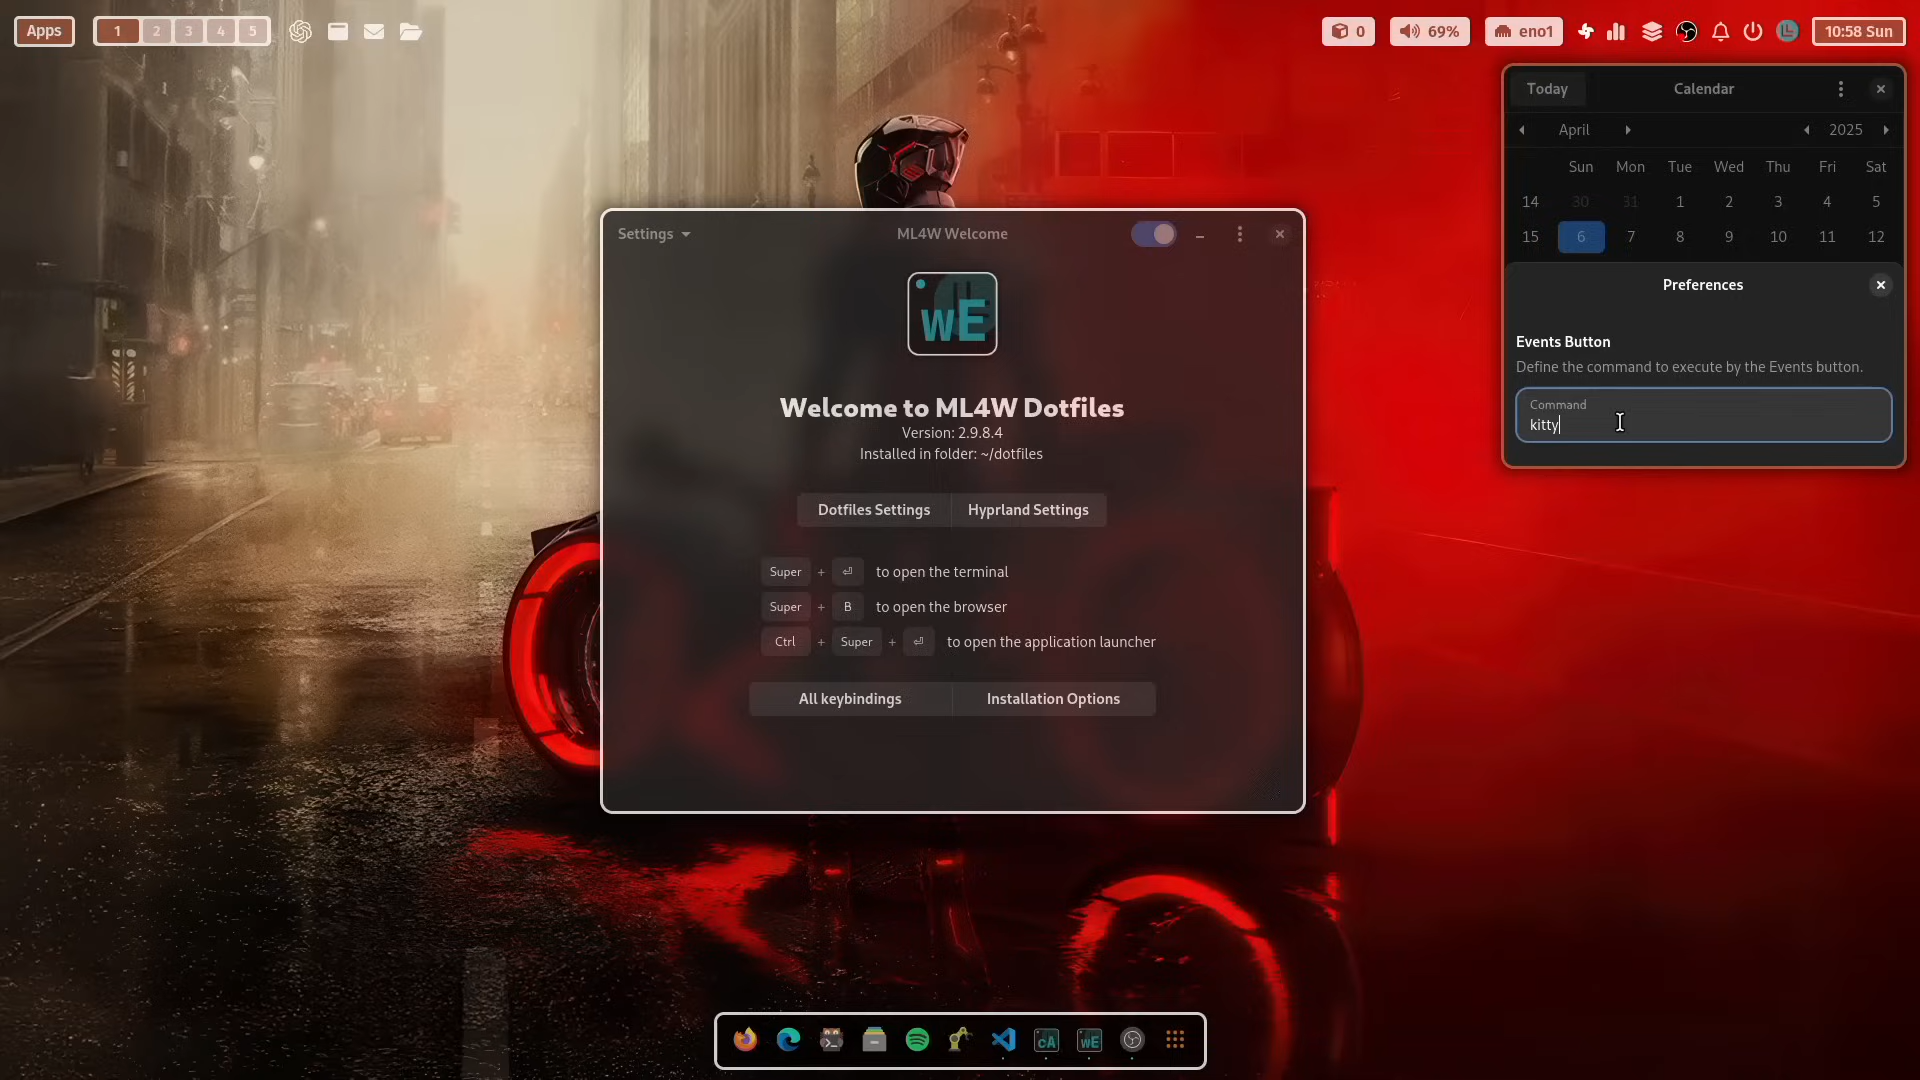 Apps
1 2 3 4 5
0
69%
eno1
10:58 Sun
Today
Calendar
April
2025
Sun Mon Tue Wed Thu Fri Sat
14 30 31 1 2 3 4 5
15 6 7 8 9 10 11 12
Preferences
Events Button
Define the command to execute by the Events button.
Command
kitty
Settings
ML4W Welcome
WE
Welcome to ML4W Dotfiles
Version: 2.9.8.4
Installed in folder: ~/dotfiles
Dotfiles Settings
Hyprland Settings
Super + ⏎ to open the terminal
Super + B to open the browser
Ctrl + Super + ⏎ to open the application launcher
All keybindings
Installation Options
cA
wE